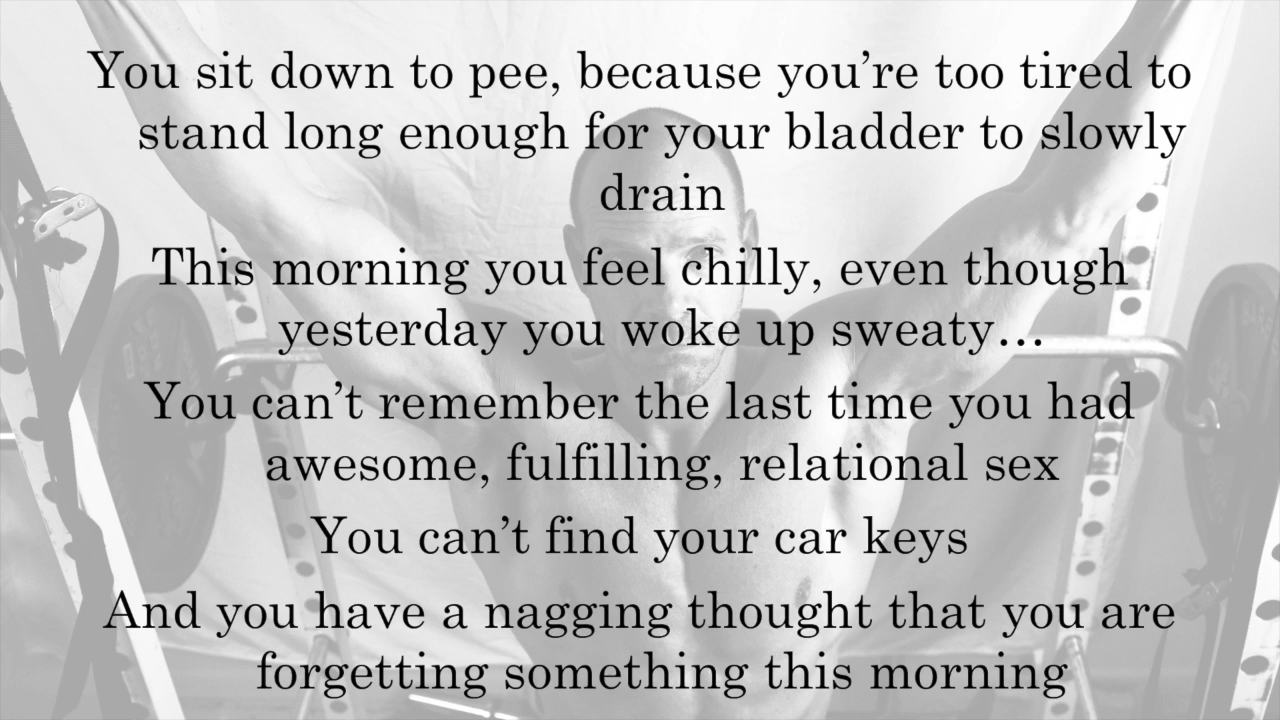 You sit down to pee, because you’re too tired to
stand long enough for your bladder to slowly
drain
This morning you feel chilly, even though
yesterday you woke up sweaty…
You can’t remember the last time you had
awesome, fulfilling, relational sex
You can’t find your car keys
And you have a nagging thought that you are
forgetting something this morning